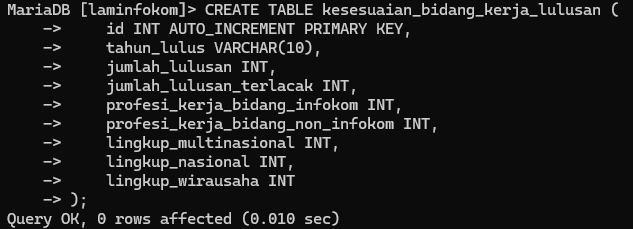 MariaDB [laminfokom]> CREATE TABLE kesesuaian_bidang_kerja_lulusan (
    ->     id INT AUTO_INCREMENT PRIMARY KEY,
    ->     tahun_lulus VARCHAR(10),
    ->     jumlah_lulusan INT,
    ->     jumlah_lulusan_terlacak INT,
    ->     profesi_kerja_bidang_infokom INT,
    ->     profesi_kerja_bidang_non_infokom INT,
    ->     lingkup_multinasional INT,
    ->     lingkup_nasional INT,
    ->     lingkup_wirausaha INT
    -> );
Query OK, 0 rows affected (0.010 sec)